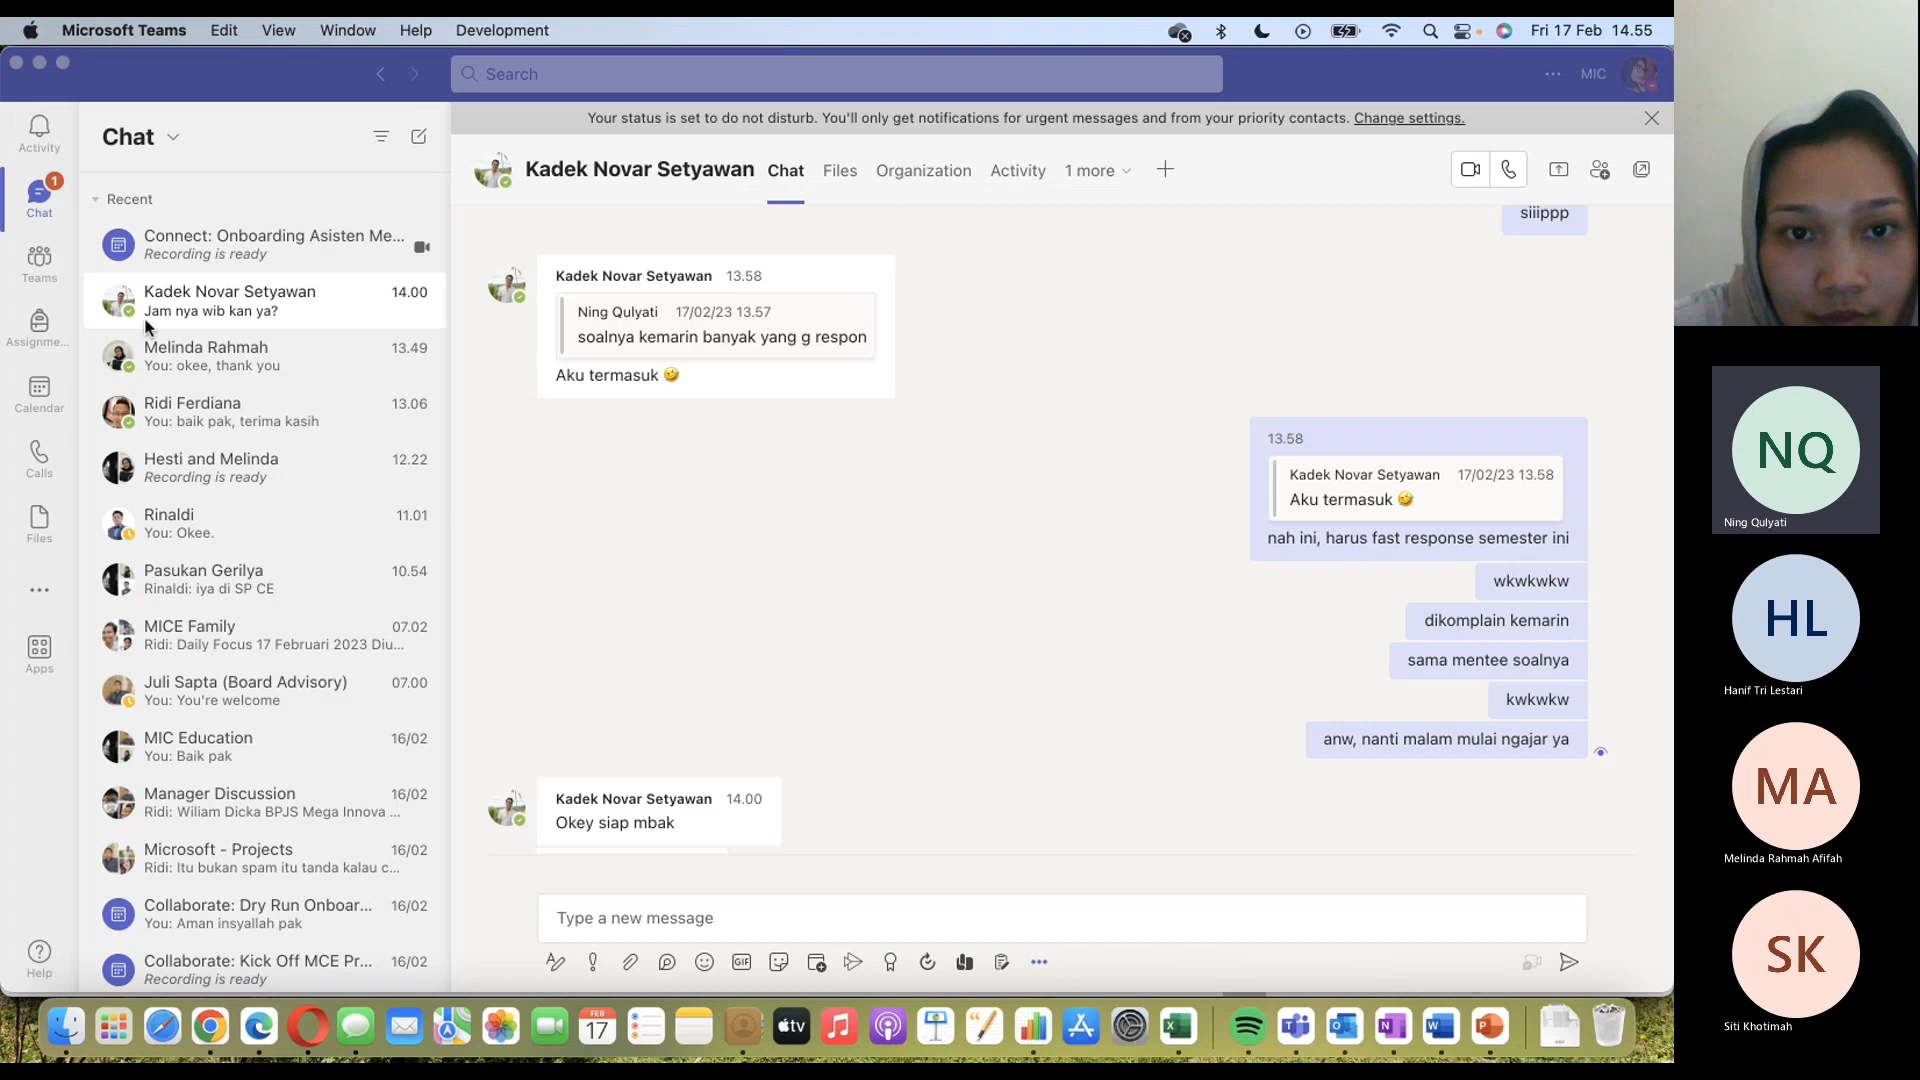 Microsoft Teams Edit View Window Help Development Fri 17 Feb 14.55
Search
MIC
Your status is set to do not disturb. You'll only get notifications for urgent messages and from your priority contacts. Change settings.
Activity
1
Chat
Teams
Assignme...
Calendar
Calls
Files
Apps
Help
Chat
Recent
Connect: Onboarding Asisten Me...
Recording is ready
Kadek Novar Setyawan 14.00
Jam nya wib kan ya?
Melinda Rahmah 13.49
You: okee, thank you
Ridi Ferdiana 13.06
You: baik pak, terima kasih
Hesti and Melinda 12.22
Recording is ready
Rinaldi 11.01
You: Okee.
Pasukan Gerilya 10.54
Rinaldi: iya di SP CE
MICE Family 07.02
Ridi: Daily Focus 17 Februari 2023 Diu...
Juli Sapta (Board Advisory) 07.00
You: You're welcome
MIC Education 16/02
You: Baik pak
Manager Discussion 16/02
Ridi: Wiliam Dicka BPJS Mega Innova ...
Microsoft - Projects 16/02
Ridi: Itu bukan spam itu tanda kalau c...
Collaborate: Dry Run Onboar... 16/02
You: Aman insyallah pak
Collaborate: Kick Off MCE Pr... 16/02
Recording is ready
Kadek Novar Setyawan Chat Files Organization Activity 1 more
siiippp
Kadek Novar Setyawan 13.58
Ning Qulyati 17/02/23 13.57
soalnya kemarin banyak yang g respon
Aku termasuk 🤣
13.58
Kadek Novar Setyawan 17/02/23 13.58
Aku termasuk 🤣
nah ini, harus fast response semester ini
wkwkwkw
dikomplain kemarin
sama mentee soalnya
kwkwkw
anw, nanti malam mulai ngajar ya
Kadek Novar Setyawan 14.00
Okey siap mbak
Type a new message
GIF
FEB
17
tv
NQ
Ning Qulyati
HL
Hanif Tri Lestari
MA
Melinda Rahmah Afifah
SK
Siti Khotimah